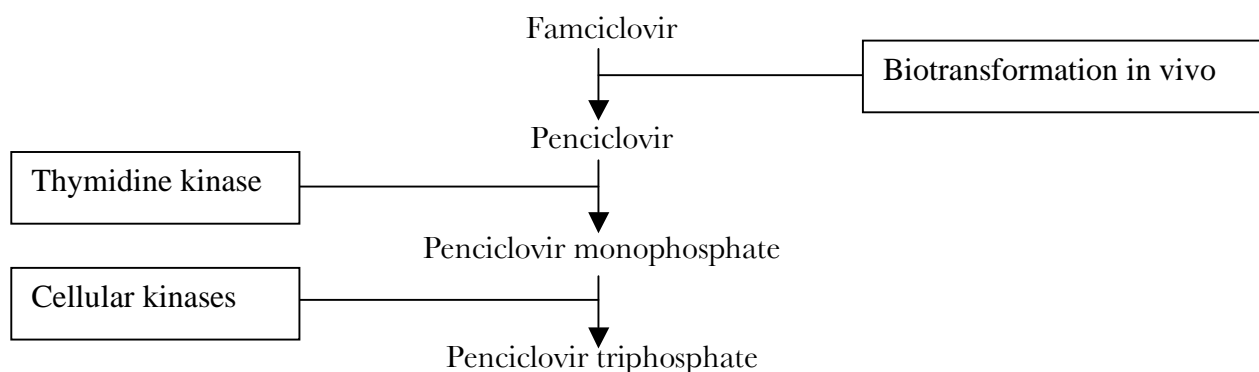 Famciclovir
Biotransformation in vivo
Penciclovir
Thymidine kinase
Penciclovir monophosphate
Cellular kinases
Penciclovir triphosphate